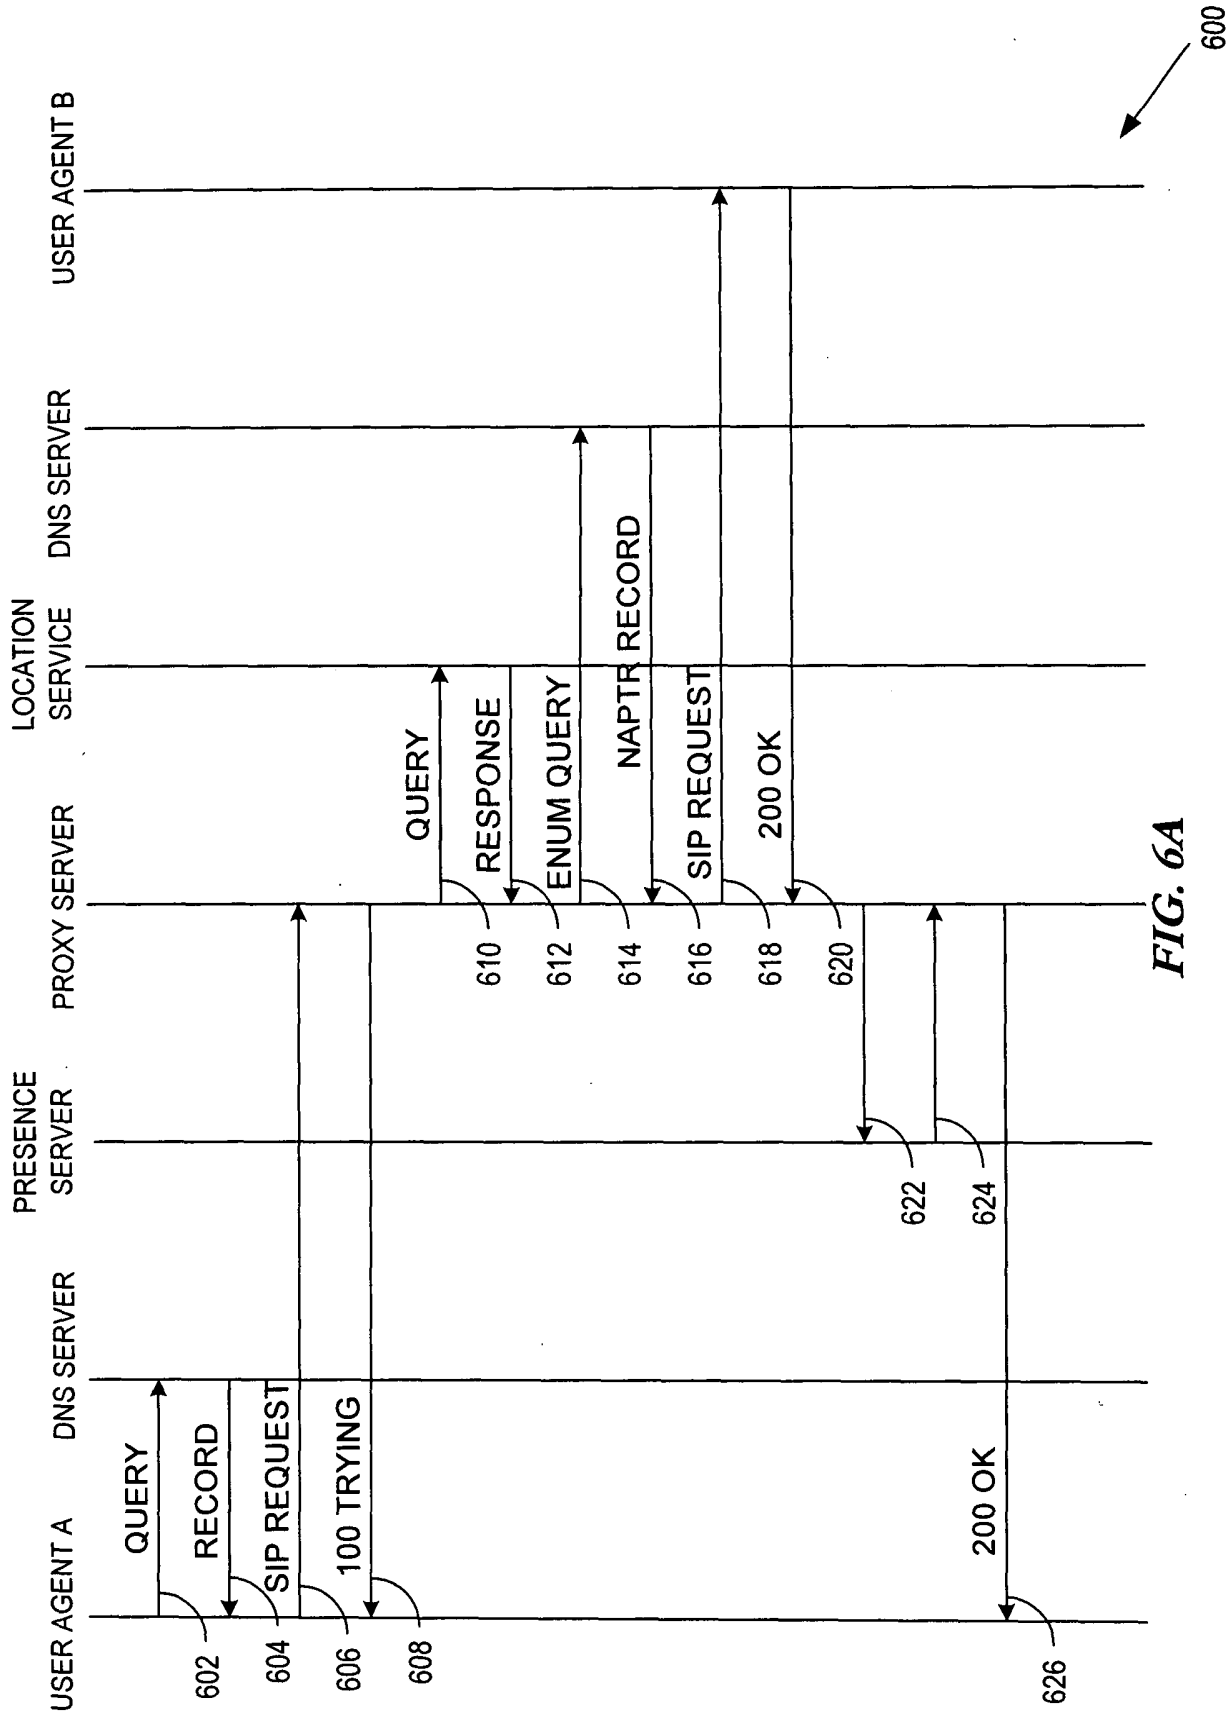 USER AGENT A
DNS SERVER
PRESENCE
SERVER
PROXY SERVER
LOCATION
SERVICE
DNS SERVER
USER AGENT B
QUERY
602
RECORD
604
SIP REQUEST
606
100 TRYING
608
QUERY
610
RESPONSE
612
ENUM QUERY
614
NAPTR RECORD
616
SIP REQUEST
618
200 OK
620
622
624
200 OK
626
FIG. 6A
600